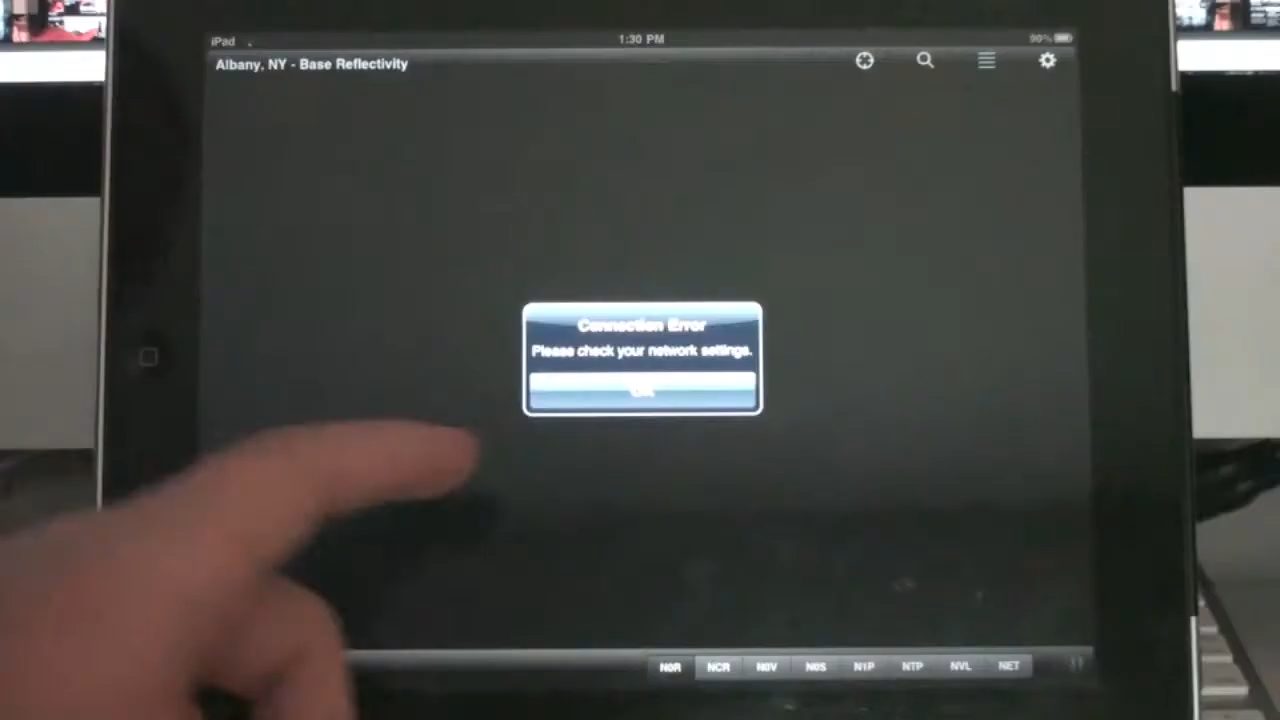 iPad
1:30 PM
90%
Albany, NY - Base Reflectivity
Connection Error
Please check your network settings.
OK
N0R NCR N0V N0S N1P NTP NVL NET